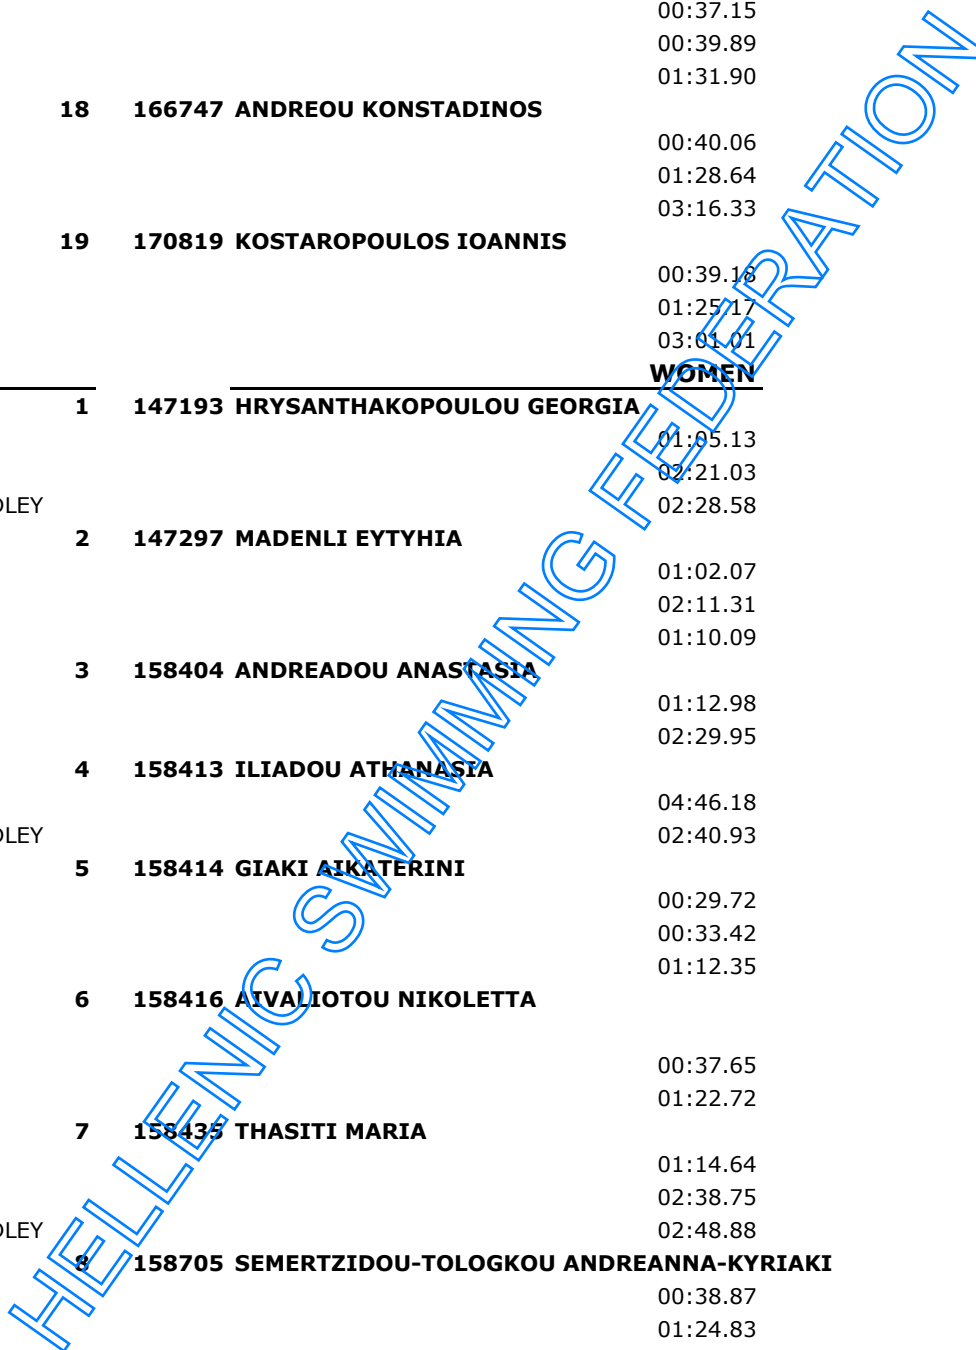 00:37.15
00:39.89
01:31.90
18 166747 ANDREOU KONSTADINOS
00:40.06
01:28.64
03:16.33
19 170819 KOSTAROPOULOS IOANNIS
00:39.18
01:25.17
03:01.01
WOMEN
1 147193 HRYSANTHAKOPOULOU GEORGIA
01:05.13
02:21.03
DLEY 02:28.58
2 147297 MADENLI EYTYHIA
01:02.07
02:11.31
01:10.09
3 158404 ANDREADOU ANASTASIA
01:12.98
02:29.95
4 158413 ILIADOU ATHANASIA
04:46.18
DLEY 02:40.93
5 158414 GIAKI AIKATERINI
00:29.72
00:33.42
01:12.35
6 158416 AIVALIOTOU NIKOLETTA
00:37.65
01:22.72
7 158435 THASITI MARIA
01:14.64
02:38.75
DLEY 02:48.88
8 158705 SEMERTZIDOU-TOLOGKOU ANDREANNA-KYRIAKI
00:38.87
01:24.83
HELLENIC SWIMMING FEDERATION